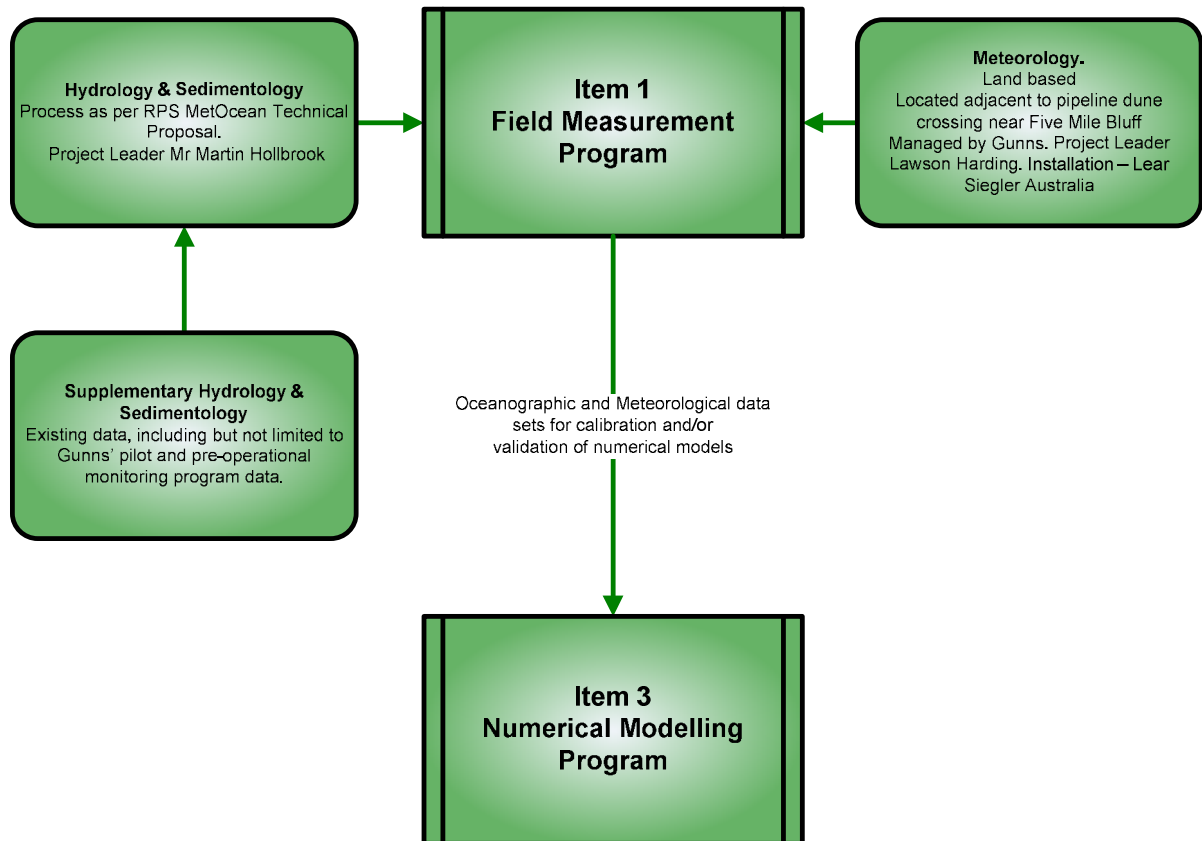 Hydrology & Sedimentology
Process as per RPS MetOcean Technical
Proposal.
Project Leader Mr Martin Hollbrook
Item 1
Field Measurement
Program
Meteorology.
Land based
Located adjacent to pipeline dune
crossing near Five Mile Bluff
Managed by Gunns. Project Leader
Lawson Harding. Installation – Lear
Siegler Australia
Supplementary Hydrology &
Sedimentology
Existing data, including but not limited to
Gunns' pilot and pre-operational
monitoring program data.
Oceanographic and Meteorological data
sets for calibration and/or
validation of numerical models
Item 3
Numerical Modelling
Program